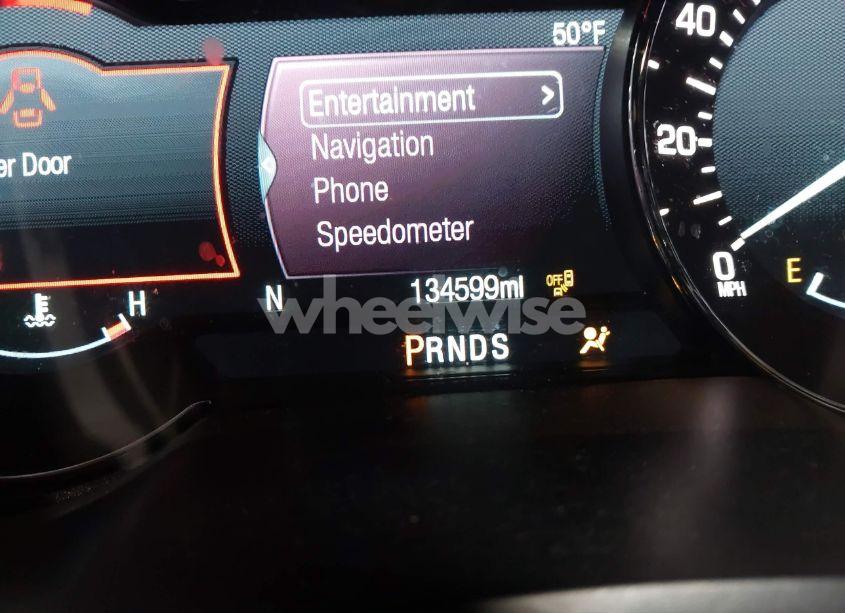 50°F
40
Entertainment >
er Door
Navigation
20
Phone
Speedometer
0
MPH
E
H
N
134599mi
OFF
wheelwise
PRNDS